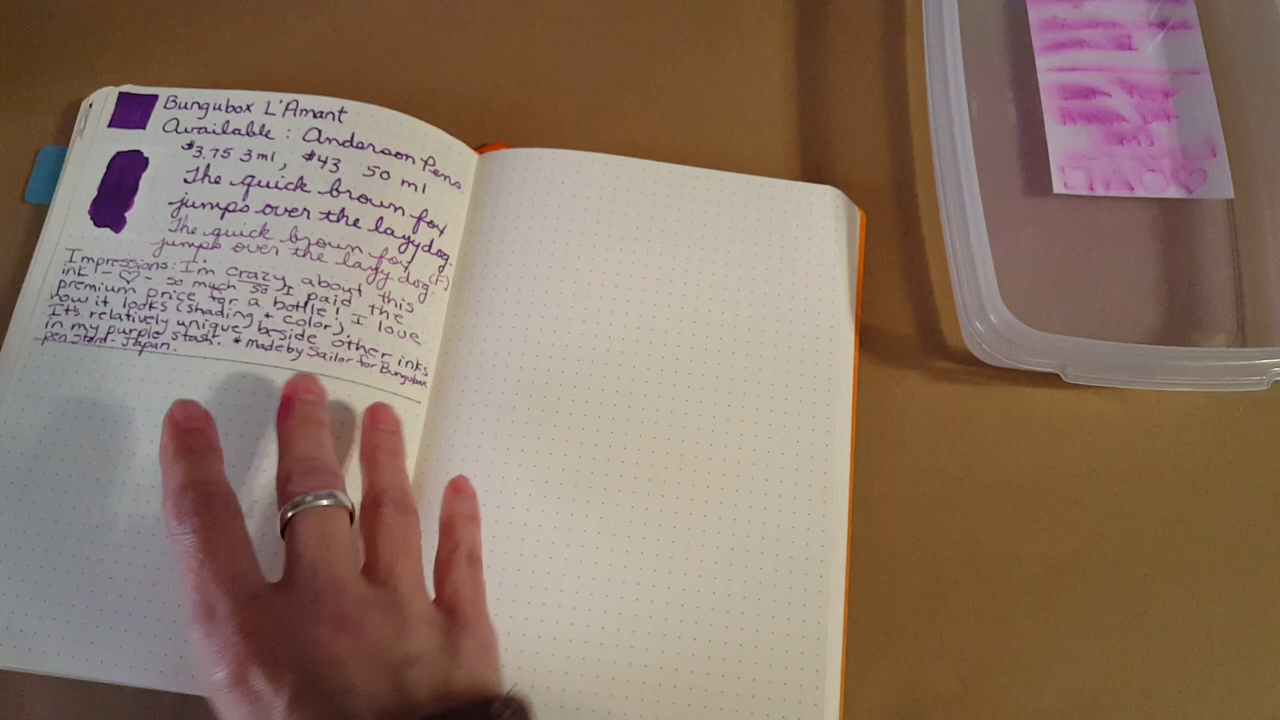 Bungubox L'Amant
Available: Anderson Pens
$3.75 3ml, $43 50 ml
The quick brown fox
jumps over the lazy dog.
The quick brown fox
jumps over the lazy dog. (F)
Impressions: I'm crazy about this
ink! -♡- so much so I paid the
premium price for a bottle! I love
how it looks (shading + color).
It's relatively unique beside other inks
in my purple stash. * made by Sailor for Bungubox
pen store - Japan.